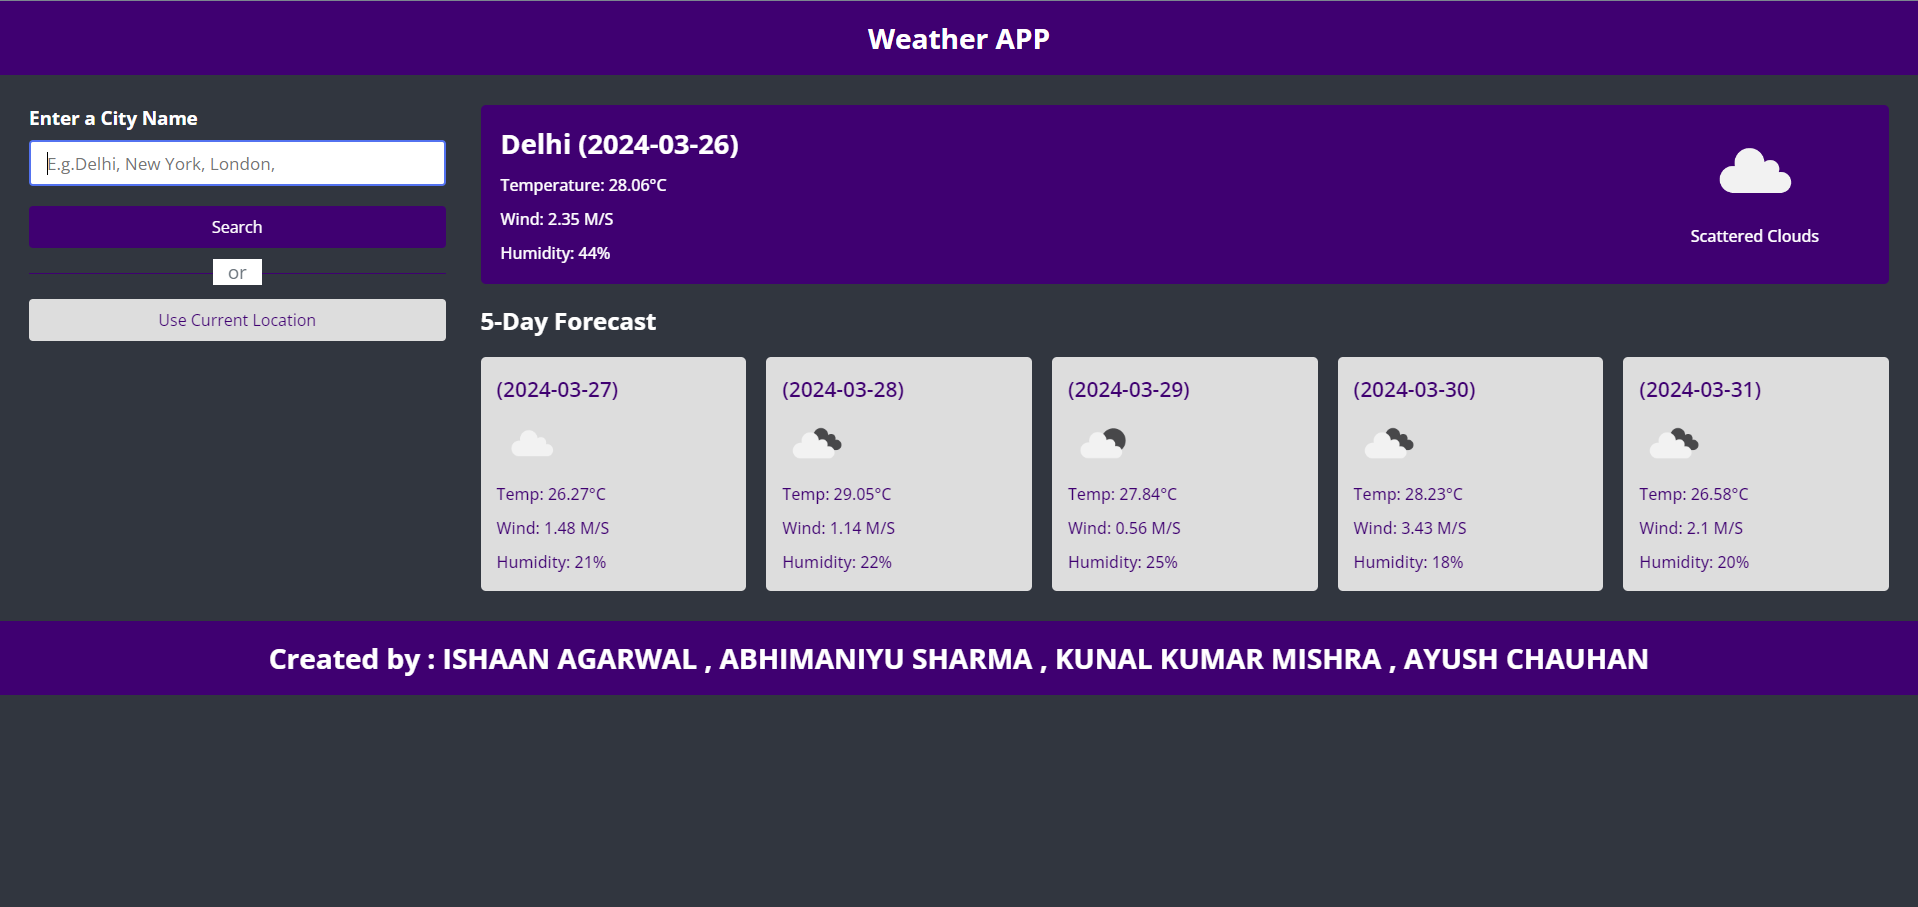 Weather APP
Enter a City Name
E.g.Delhi, New York, London,
Search
or
Use Current Location
Delhi (2024-03-26)
Temperature: 28.06°C
Wind: 2.35 M/S
Humidity: 44%
Scattered Clouds
5-Day Forecast
(2024-03-27)
Temp: 26.27°C
Wind: 1.48 M/S
Humidity: 21%
(2024-03-28)
Temp: 29.05°C
Wind: 1.14 M/S
Humidity: 22%
(2024-03-29)
Temp: 27.84°C
Wind: 0.56 M/S
Humidity: 25%
(2024-03-30)
Temp: 28.23°C
Wind: 3.43 M/S
Humidity: 18%
(2024-03-31)
Temp: 26.58°C
Wind: 2.1 M/S
Humidity: 20%
Created by : ISHAAN AGARWAL , ABHIMANIYU SHARMA , KUNAL KUMAR MISHRA , AYUSH CHAUHAN